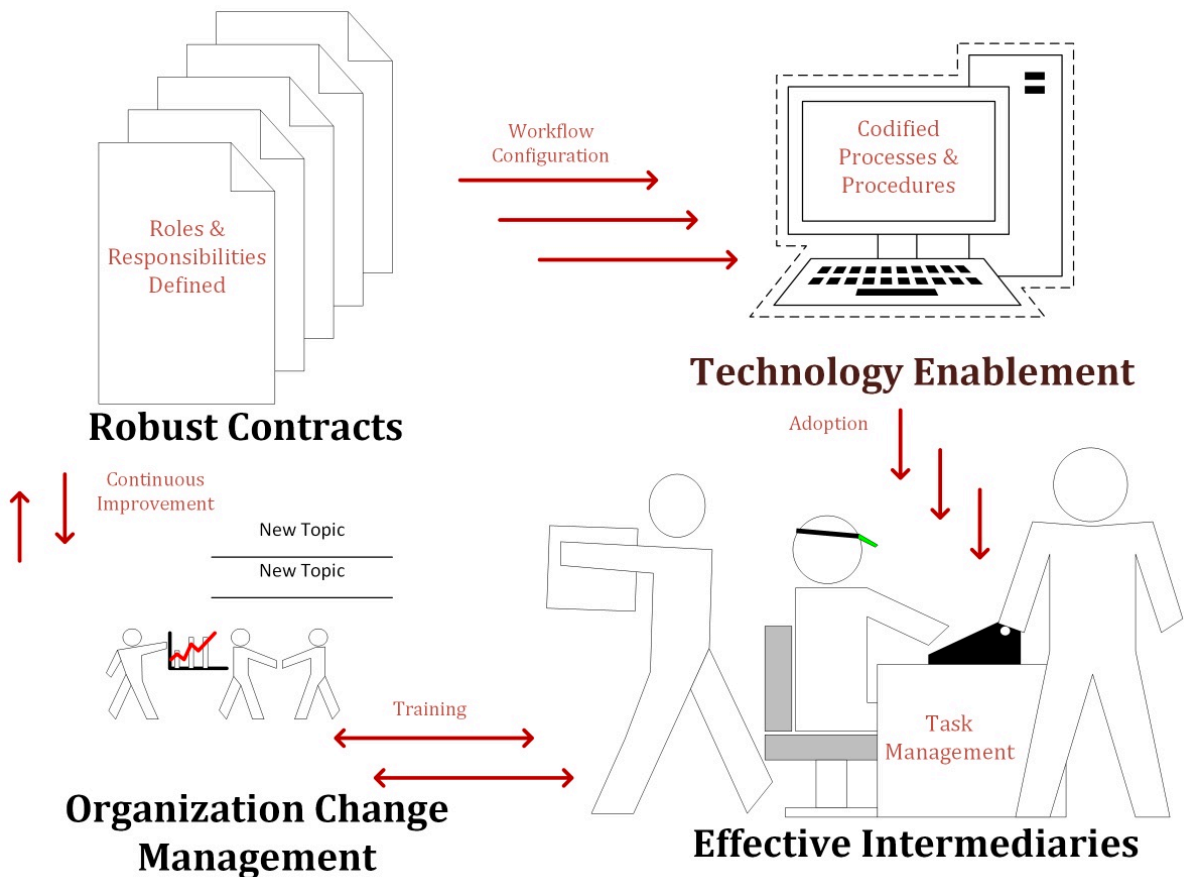 Roles &
Responsibilities
Defined
Robust Contracts
Workflow
Configuration
Codified
Processes &
Procedures
Technology Enablement
Adoption
Continuous
Improvement
New Topic
New Topic
Training
Organization Change
Management
Task
Management
Effective Intermediaries